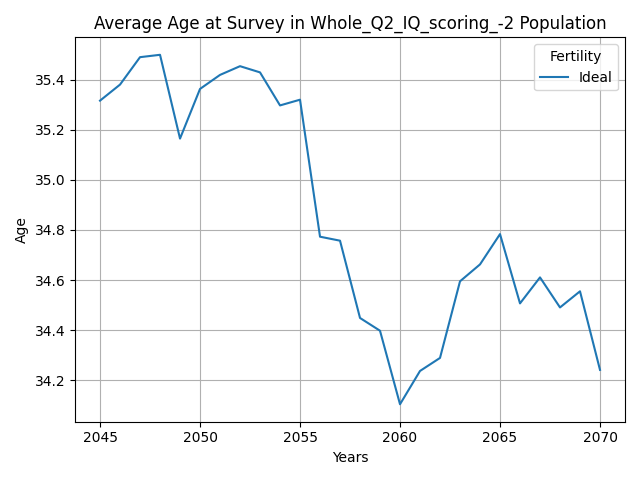 Average Age at Survey in Whole_Q2_IQ_scoring_-2 Population
Fertility
Ideal
35.4
35.2
35.0
34.8
34.6
34.4
34.2
Age
2045 2050 2055 2060 2065 2070
Years